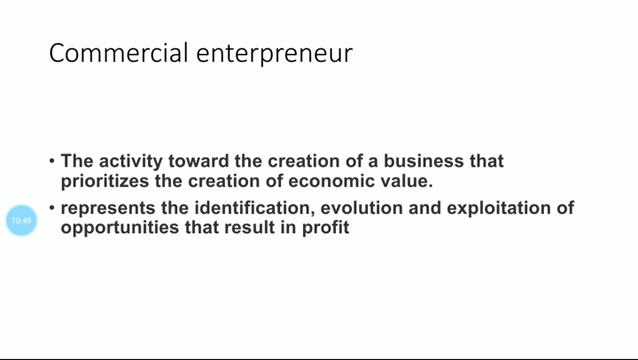 Commercial enterpreneur
• The activity toward the creation of a business that
prioritizes the creation of economic value.
• represents the identification, evolution and exploitation of
opportunities that result in profit
10:49